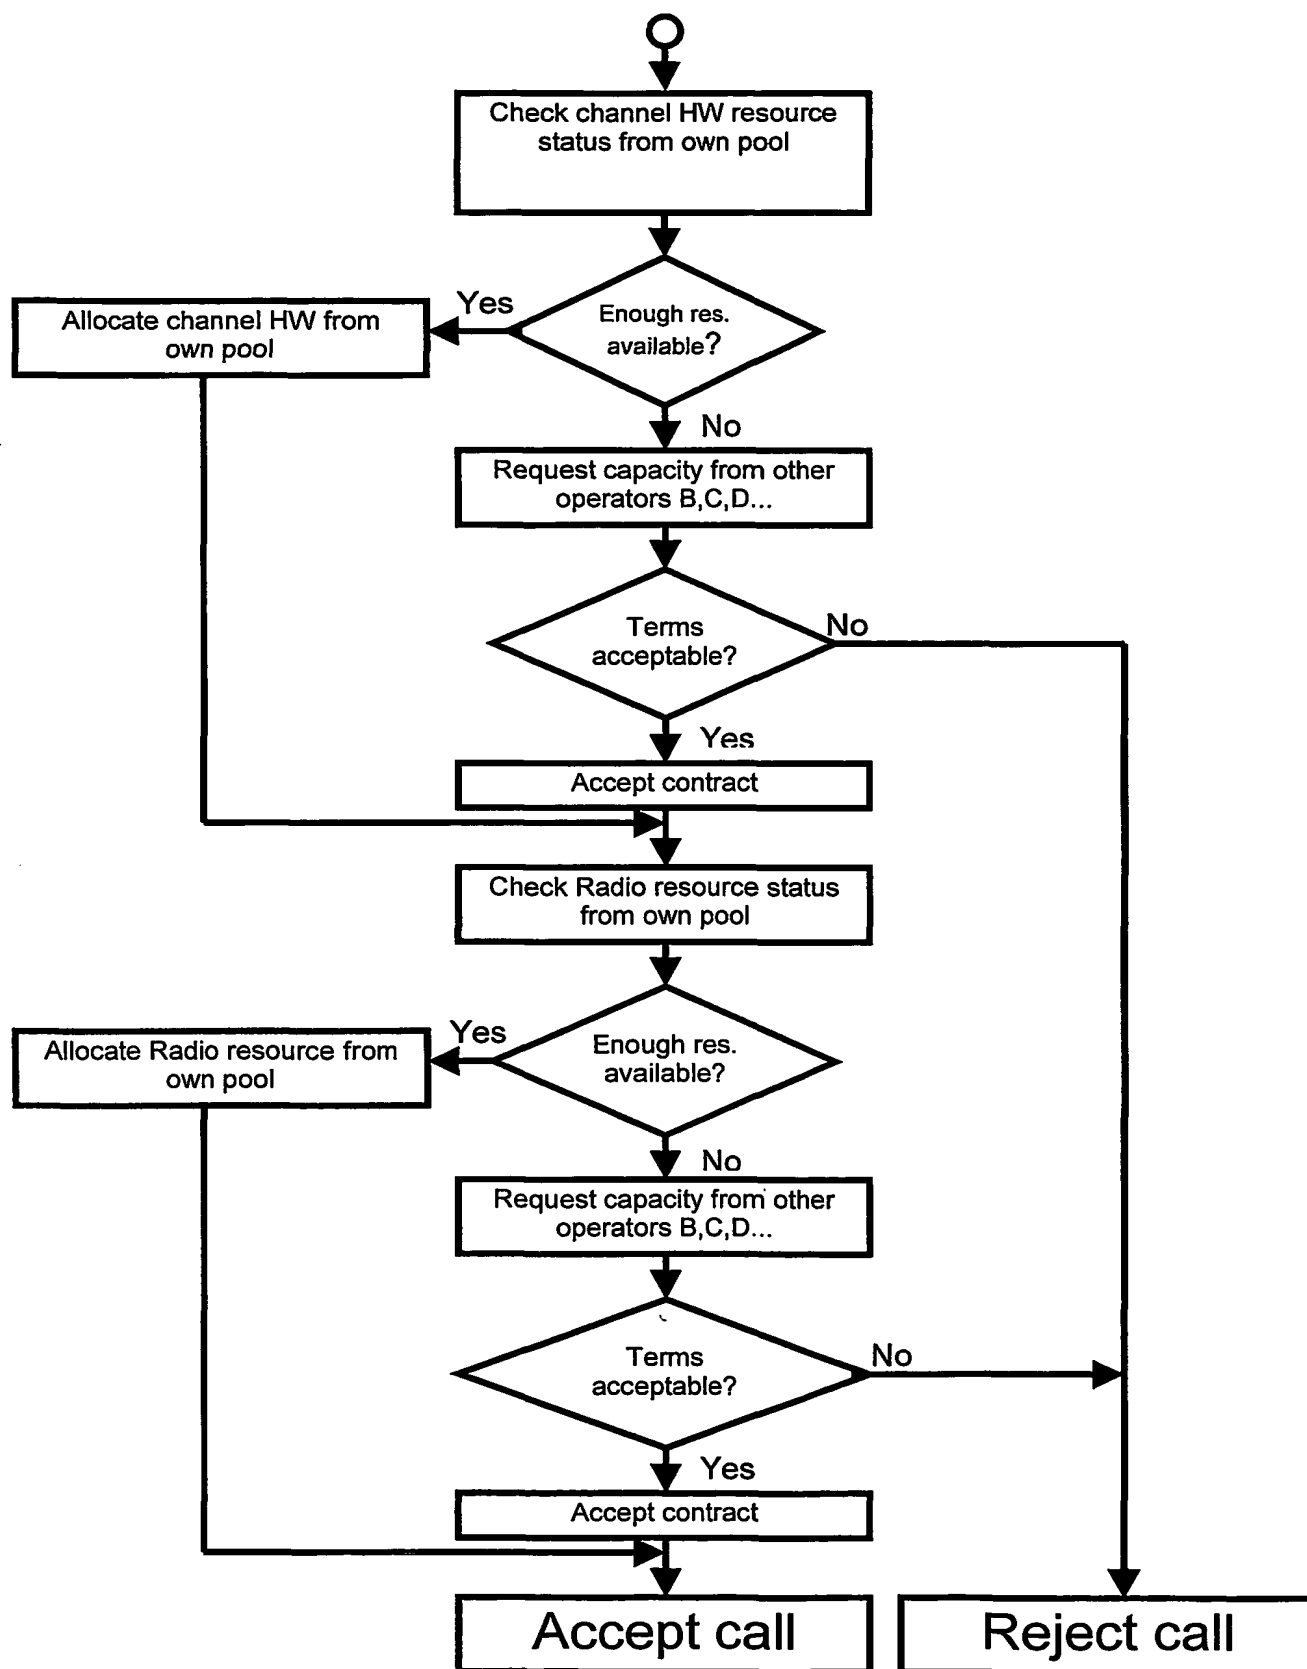 Check channel HW resource
status from own pool
Yes
Enough res.
available?
Allocate channel HW from
own pool
No
Request capacity from other
operators B,C,D...
Terms
acceptable?
No
Yes
Accept contract
Check Radio resource status
from own pool
Yes
Enough res.
available?
Allocate Radio resource from
own pool
No
Request capacity from other
operators B,C,D...
Terms
acceptable?
No
Yes
Accept contract
Accept call
Reject call